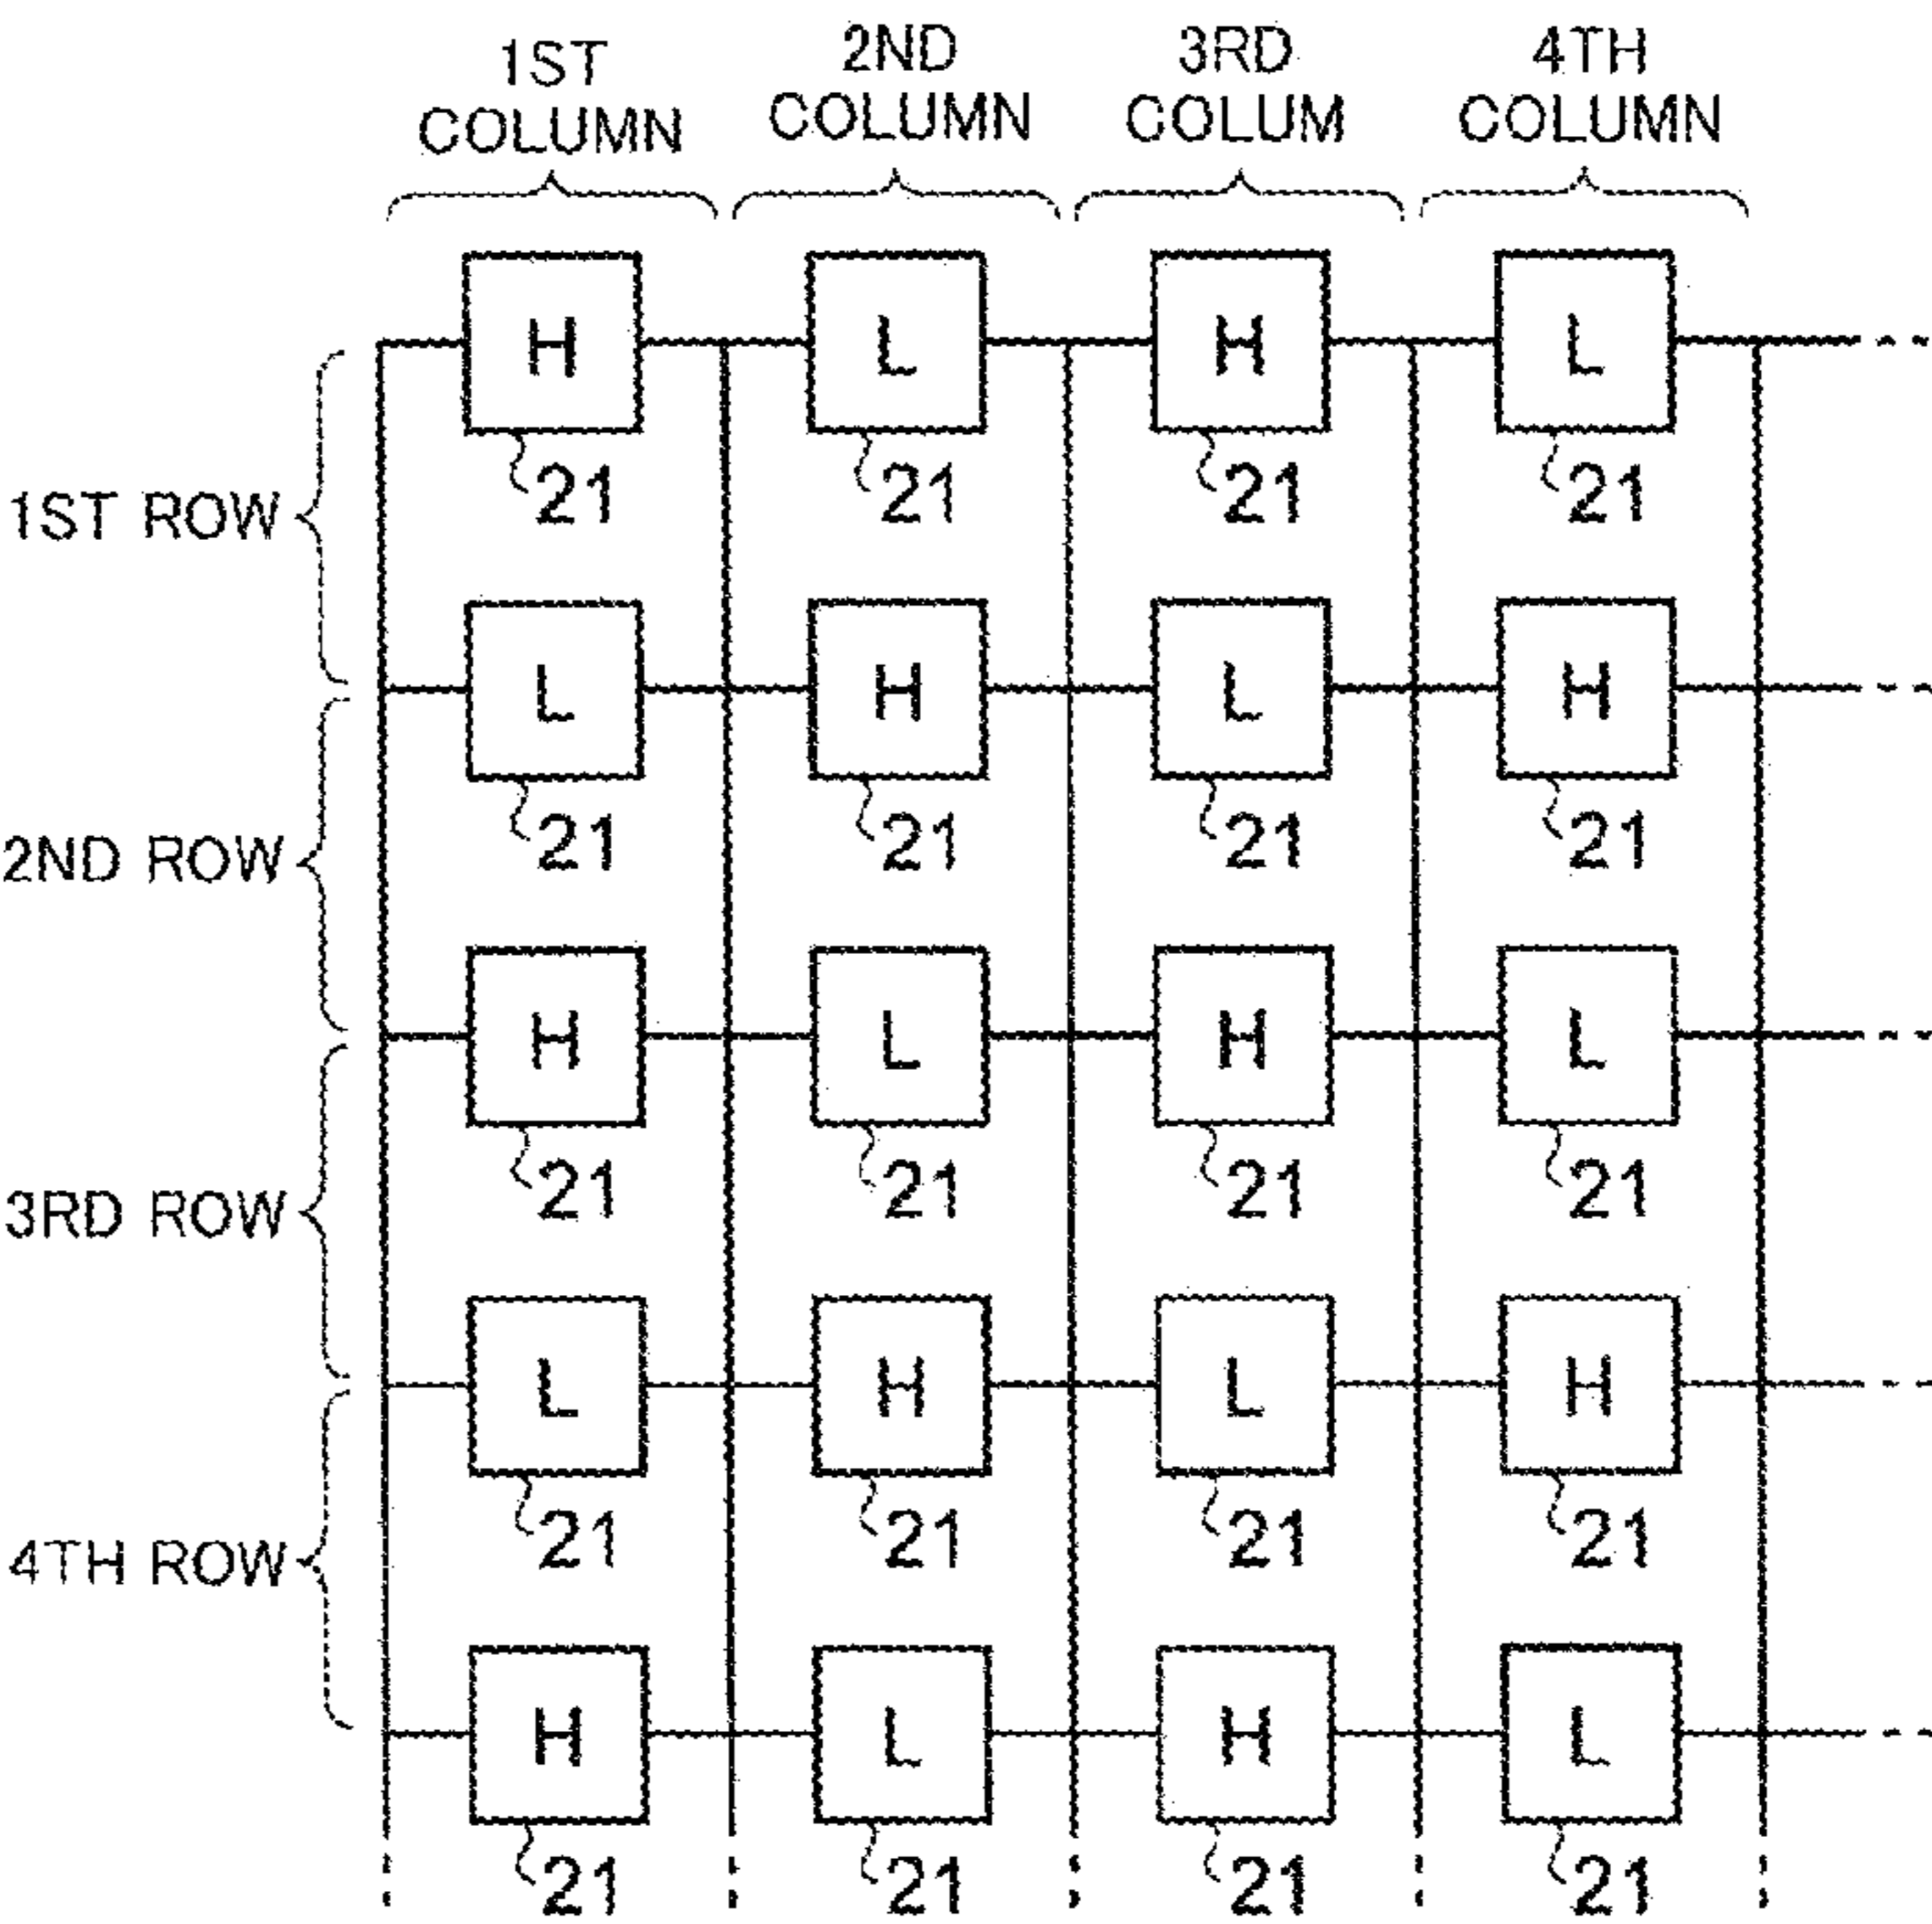 1ST
COLUMN
2ND
COLUMN
3RD
COLUM
4TH
COLUMN
H L H L
21 21 21 21
1ST ROW
L H L H
21 21 21 21
2ND ROW
H L H L
21 21 21 21
3RD ROW
L H L H
21 21 21 21
4TH ROW
H L H L
21 21 21 21